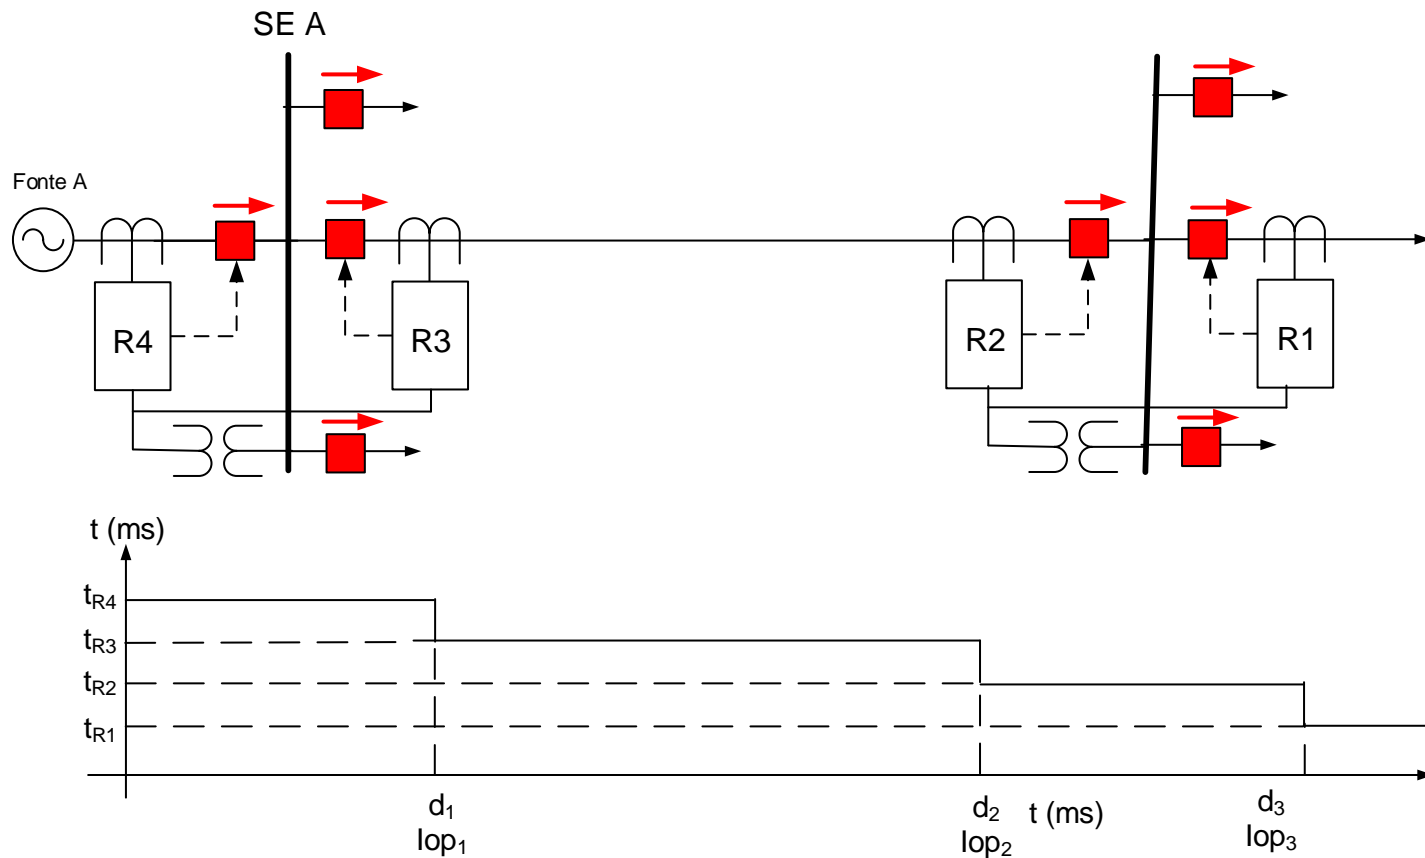 SE A
Fonte A
R4
R3
R2
R1
t (ms)
tR4
tR3
tR2
tR1
d1
d2
t (ms)
d3
Iop1
Iop2
Iop3